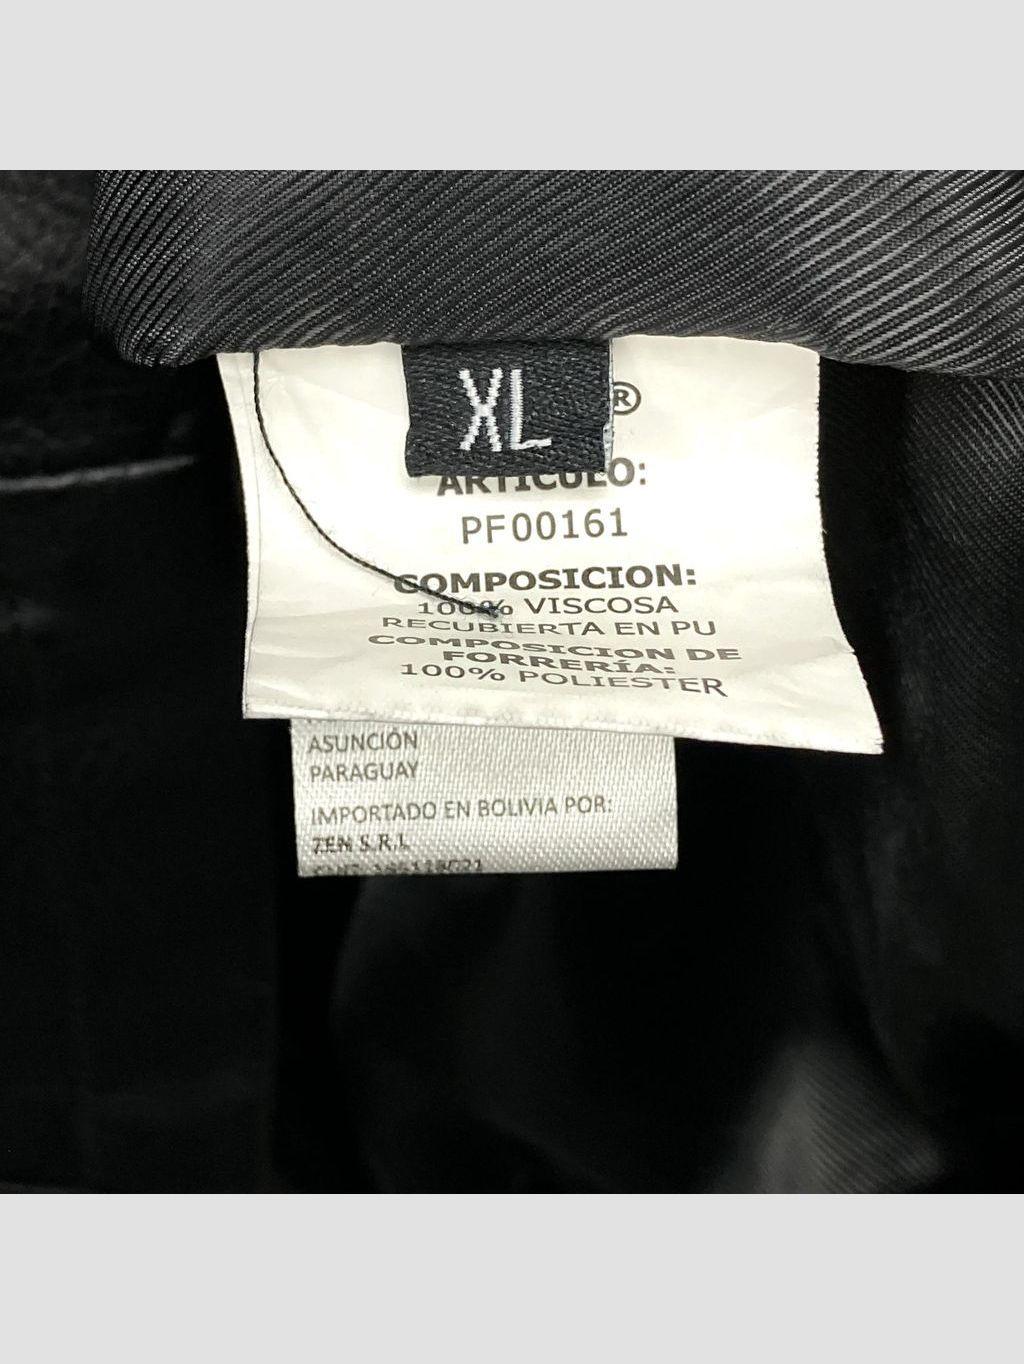 XL
®
ARTICULO:
PF00161
COMPOSICION:
100% VISCOSA
RECUBIERTA EN PU
COMPOSICION DE
FORRERÍA:
100% POLIESTER
ASUNCIÓN
PARAGUAY
IMPORTADO EN BOLIVIA POR:
ZEN S.R.L